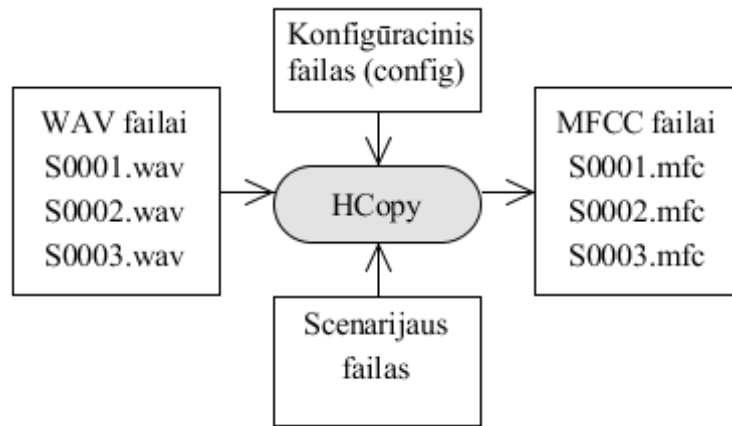 Konfigūracinis
failas (config)
WAV failai
S0001.wav
S0002.wav
S0003.wav
HCopy
MFCC failai
S0001.mfc
S0002.mfc
S0003.mfc
Scenarijaus
failas